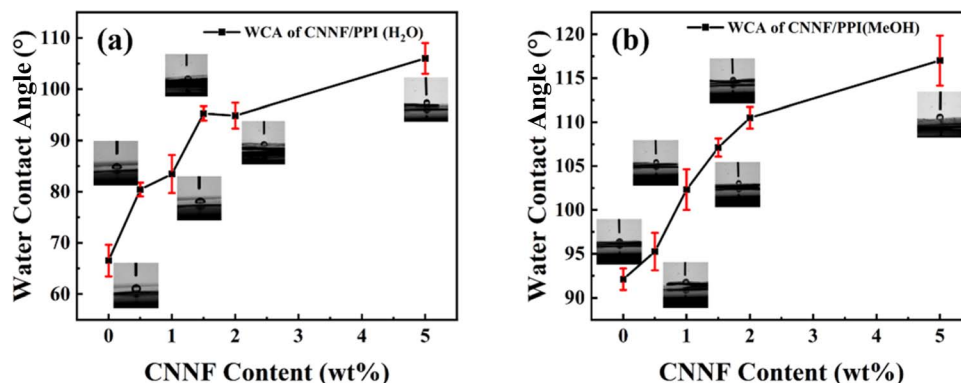 (a)
WCA of CNNF/PPI (H₂O)
Water Contact Angle (°)
110
100
90
80
70
60
0 1 2 3 4 5
CNNF Content (wt%)
(b)
WCA of CNNF/PPI(MeOH)
Water Contact Angle (°)
120
115
110
105
100
95
90
0 1 2 3 4 5
CNNF Content (wt%)